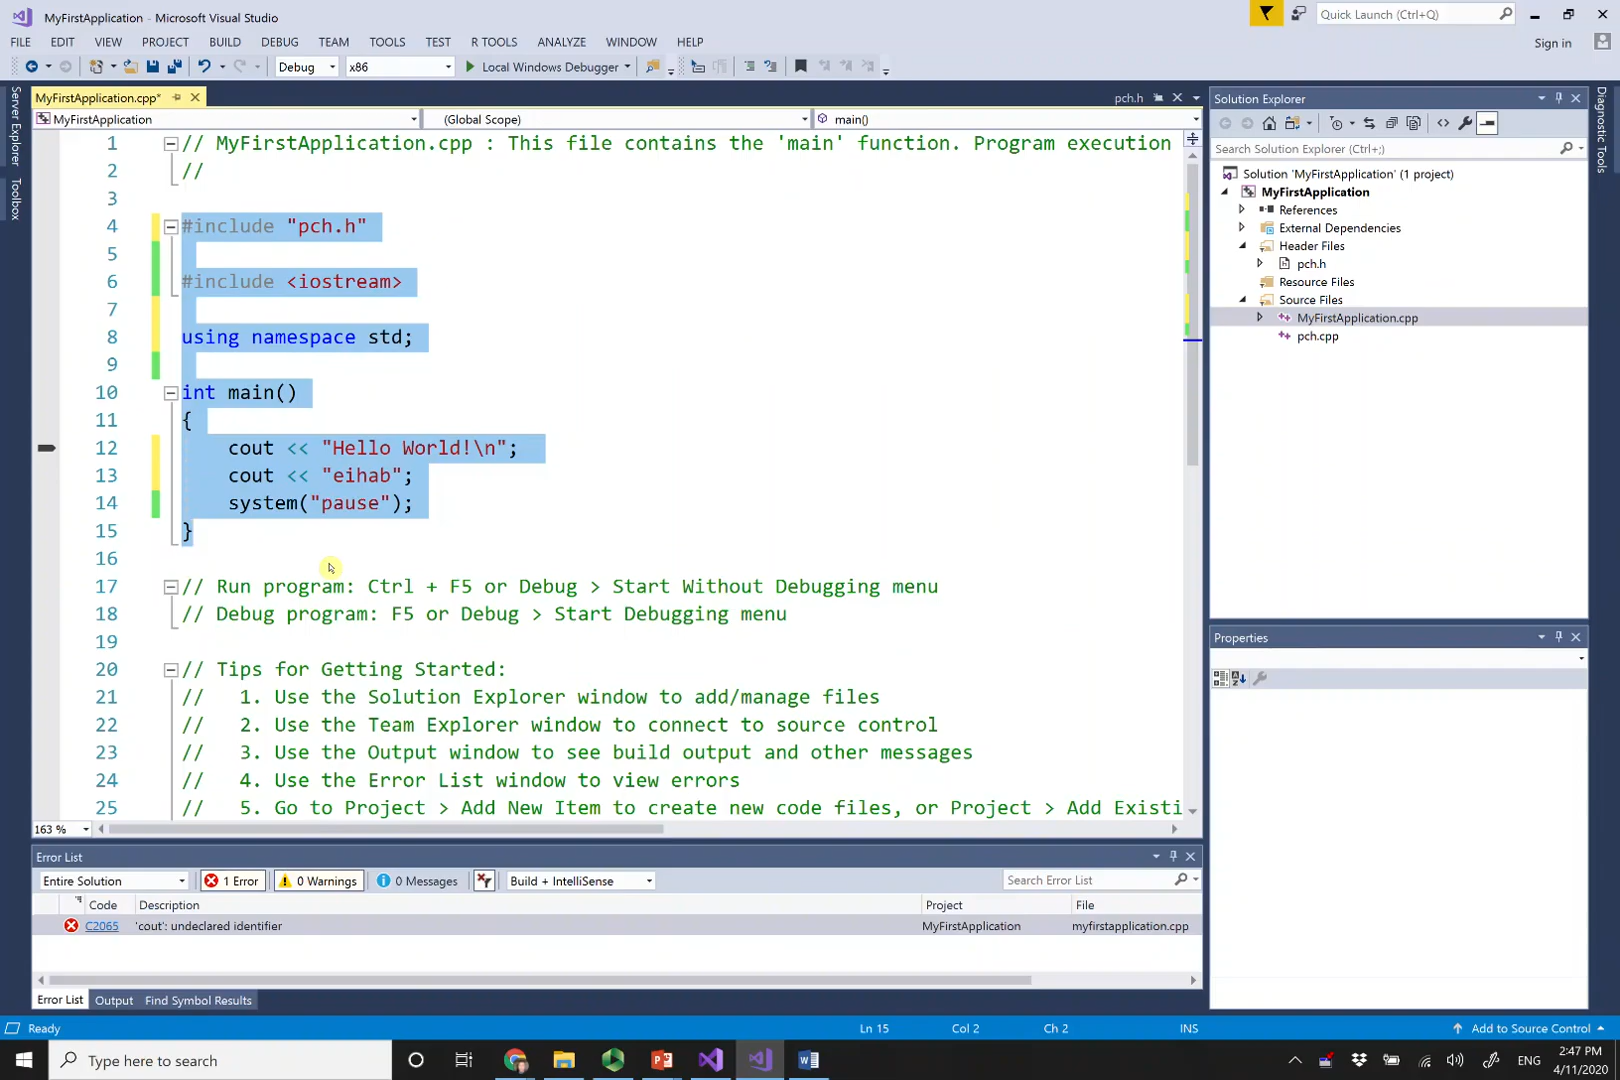 MyFirstApplication - Microsoft Visual Studio
Quick Launch (Ctrl+Q)
FILE EDIT VIEW PROJECT BUILD DEBUG TEAM TOOLS TEST R TOOLS ANALYZE WINDOW HELP
Sign in
Debug x86 Local Windows Debugger
Server Explorer
Toolbox
MyFirstApplication.cpp*
pch.h
MyFirstApplication (Global Scope) main()
1 // MyFirstApplication.cpp : This file contains the 'main' function. Program execution
2 //
3
4 #include "pch.h"
5
6 #include <iostream>
7
8 using namespace std;
9
10 int main()
11 {
12 cout << "Hello World!\n";
13 cout << "eihab";
14 system("pause");
15 }
16
17 // Run program: Ctrl + F5 or Debug > Start Without Debugging menu
18 // Debug program: F5 or Debug > Start Debugging menu
19
20 // Tips for Getting Started:
21 // 1. Use the Solution Explorer window to add/manage files
22 // 2. Use the Team Explorer window to connect to source control
23 // 3. Use the Output window to see build output and other messages
24 // 4. Use the Error List window to view errors
25 // 5. Go to Project > Add New Item to create new code files, or Project > Add Existi
163 %
Solution Explorer
Search Solution Explorer (Ctrl+;)
Solution 'MyFirstApplication' (1 project)
MyFirstApplication
References
External Dependencies
Header Files
pch.h
Resource Files
Source Files
MyFirstApplication.cpp
pch.cpp
Diagnostic Tools
Properties
Error List
Entire Solution 1 Error 0 Warnings 0 Messages Build + IntelliSense Search Error List
Code Description Project File
C2065 'cout': undeclared identifier MyFirstApplication myfirstapplication.cpp
Error List Output Find Symbol Results
Ready Ln 15 Col 2 Ch 2 INS Add to Source Control
Type here to search
ENG
2:47 PM
4/11/2020